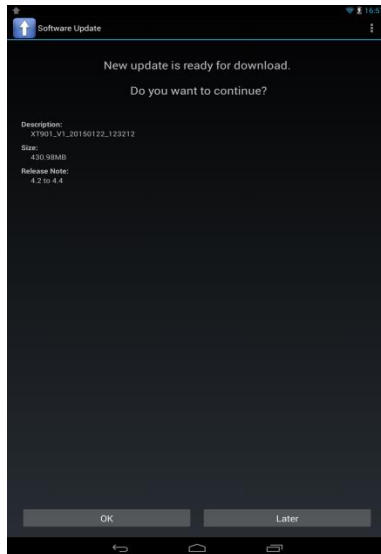 16:5
Software Update
New update is ready for download.
Do you want to continue?
Description:
XT901_V1_20150122_123212
Size:
430.98MB
Release Note:
4.2 to 4.4
OK
Later